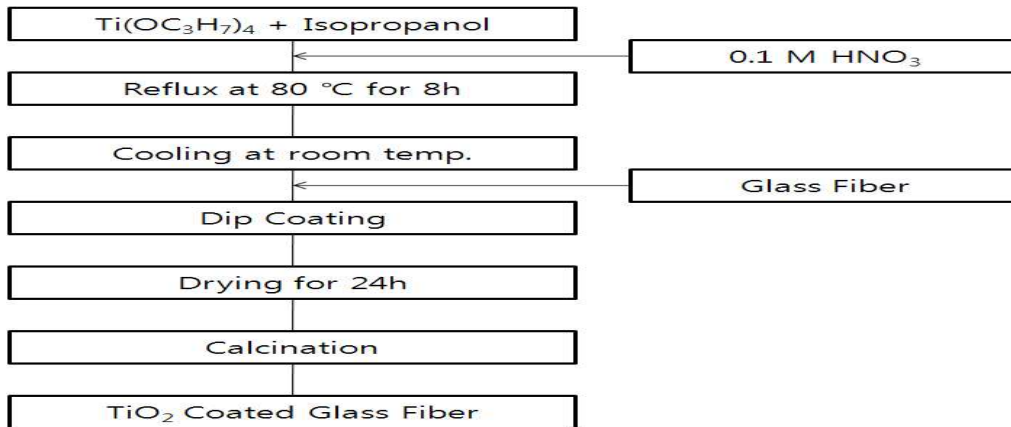 Ti(OC₃H₇)₄ + Isopropanol
0.1 M HNO₃
Reflux at 80 ℃ for 8h
Cooling at room temp.
Glass Fiber
Dip Coating
Drying for 24h
Calcination
TiO₂ Coated Glass Fiber